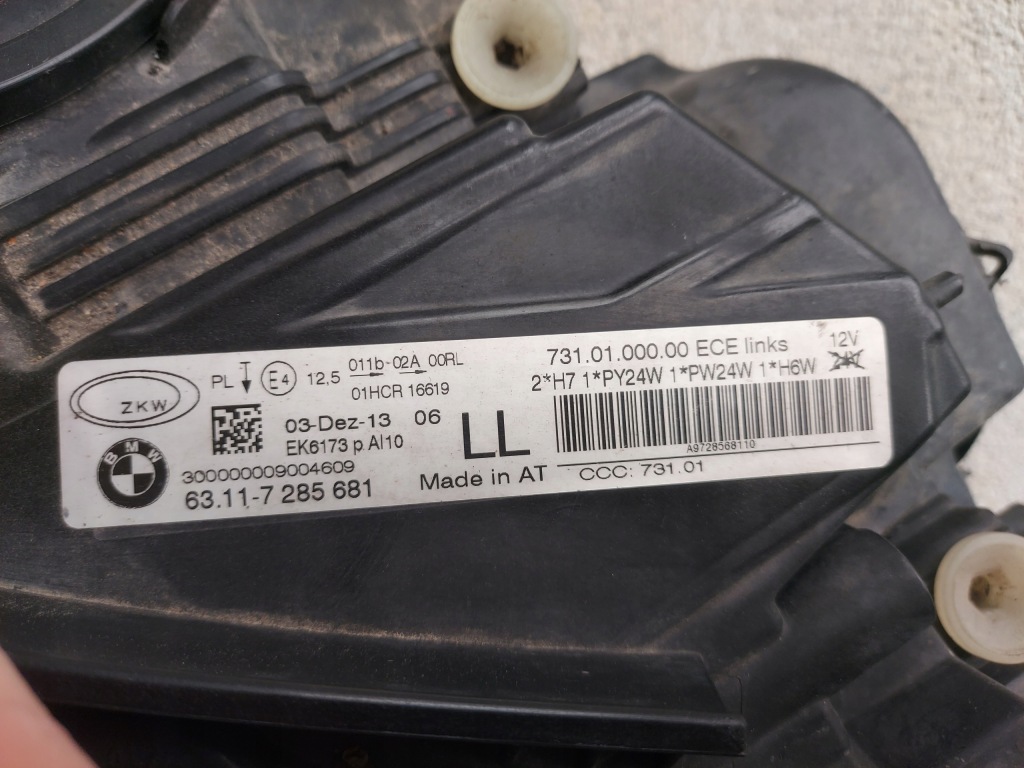 ZKW
PL E4 12,5 011b-02A 00RL
01HCR 16619
03-Dez-13 06
EK6173 p.AI10
BMW
300000009004609
63.11-7 285 681
LL
Made in AT
731.01.000.00 ECE links
12V
2*H7 1*PY24W 1*PW24W 1*H6W 24V
A9728568110
CCC: 731.01